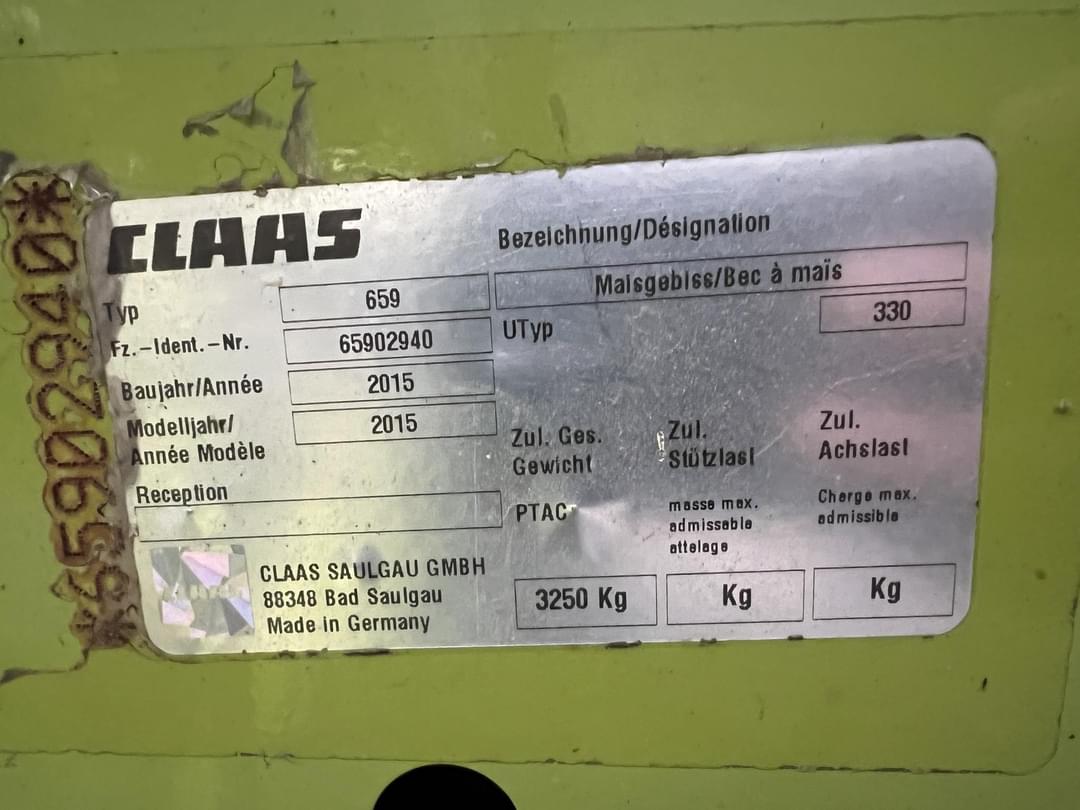 *65902940*
CLAAS
Bezeichnung/Désignation
Maisgebiss/Bec à maïs
Typ 659
UTyp 330
Fz.-Ident.-Nr. 65902940
Baujahr/Année 2015
Modelljahr/
Année Modèle 2015
Reception
Zul. Ges.
Gewicht
PTAC
3250 Kg
Zul.
Stützlast
masse max.
admissable
attelage
Kg
Zul.
Achslast
Charge max.
admissible
Kg
CLAAS SAULGAU GMBH
88348 Bad Saulgau
Made in Germany